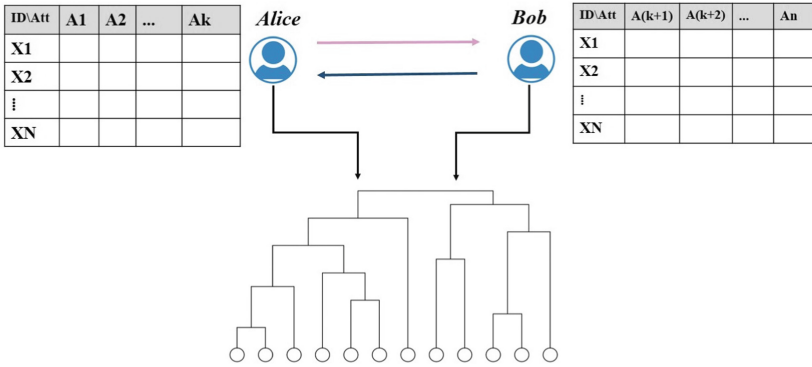 ID\Att A1 A2 ... Ak
X1
X2
⁞
XN
Alice
Bob
ID\Att A(k+1) A(k+2) ... An
X1
X2
⁞
XN